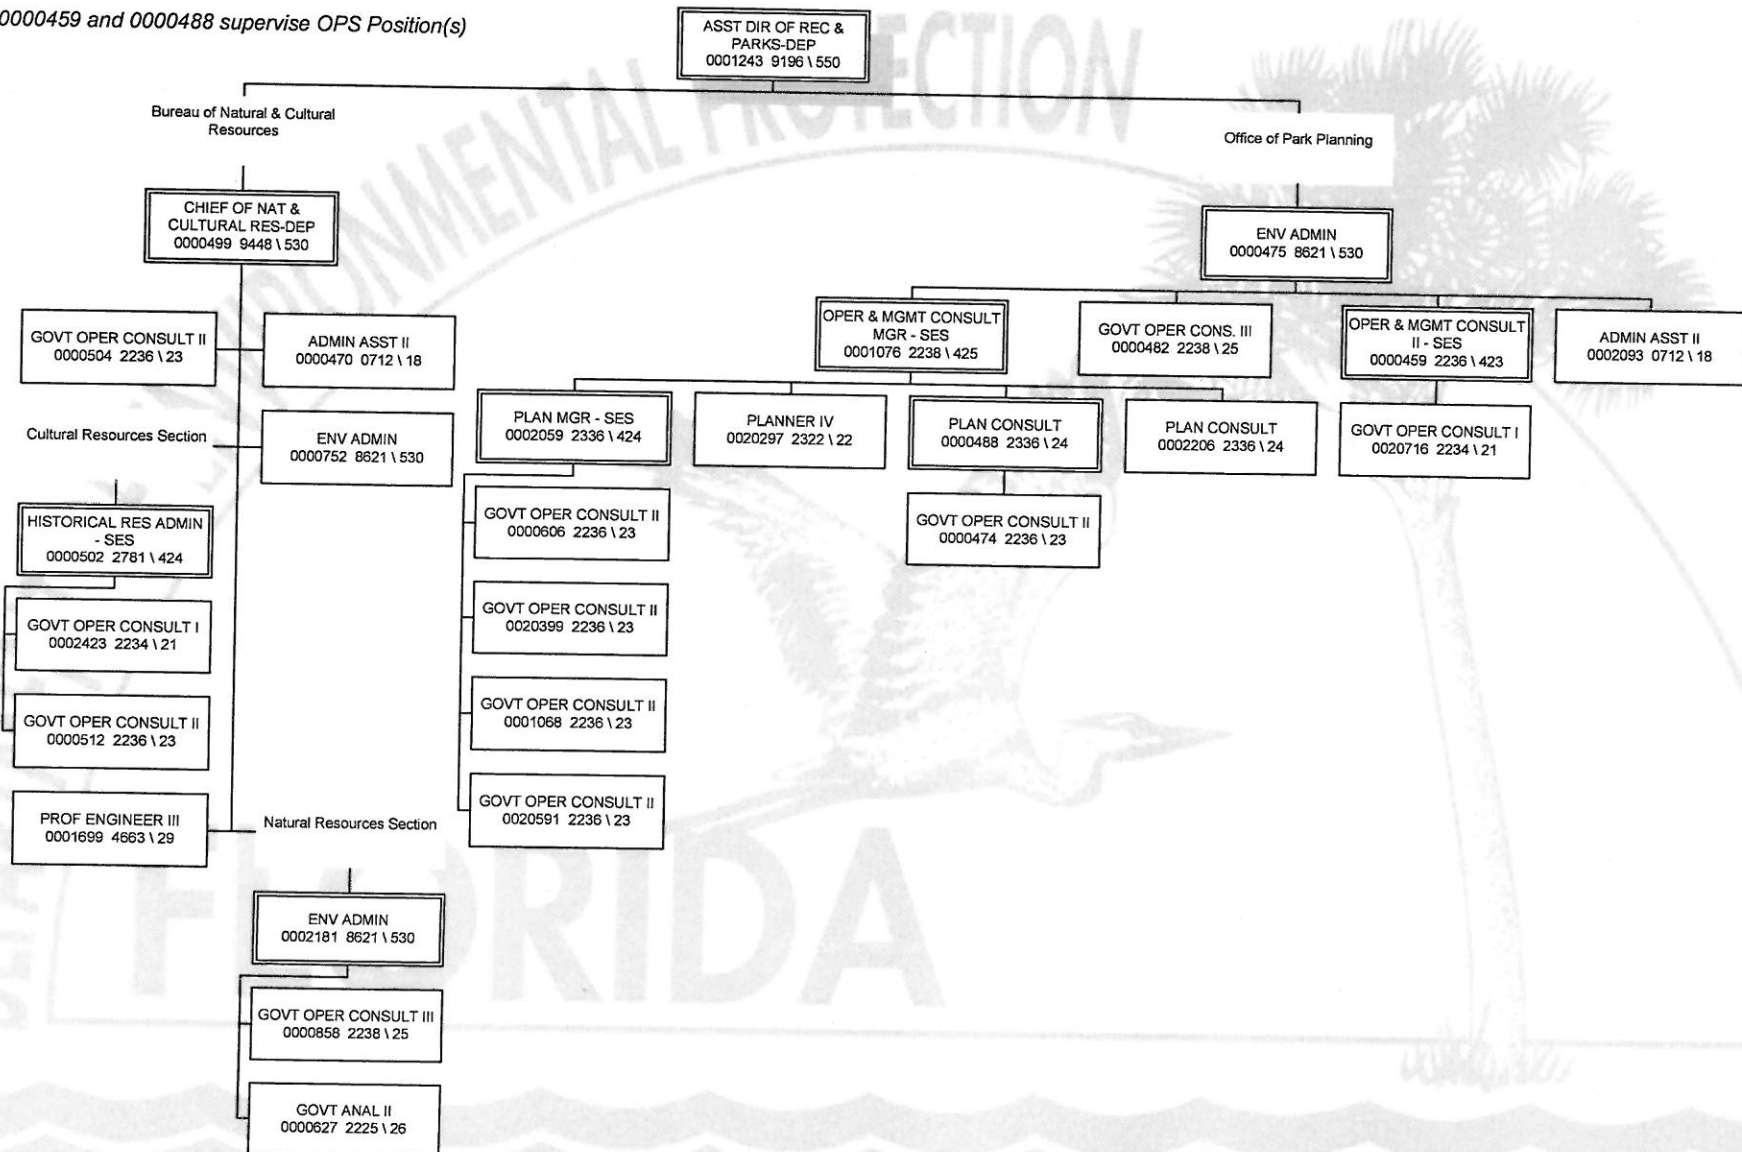 0000459 and 0000488 supervise OPS Position(s)
ASST DIR OF REC &
PARKS-DEP
0001243 9196 \ 550
Bureau of Natural & Cultural
Resources
Office of Park Planning
CHIEF OF NAT &
CULTURAL RES-DEP
0000499 9448 \ 530
ENV ADMIN
0000475 8621 \ 530
GOVT OPER CONSULT II
0000504 2236 \ 23
ADMIN ASST II
0000470 0712 \ 18
OPER & MGMT CONSULT
MGR - SES
0001076 2238 \ 425
GOVT OPER CONS. III
0000482 2238 \ 25
OPER & MGMT CONSULT
II - SES
0000459 2236 \ 423
ADMIN ASST II
0002093 0712 \ 18
Cultural Resources Section
ENV ADMIN
0000752 8621 \ 530
PLAN MGR - SES
0002059 2336 \ 424
PLANNER IV
0020297 2322 \ 22
PLAN CONSULT
0000488 2336 \ 24
PLAN CONSULT
0002206 2336 \ 24
GOVT OPER CONSULT I
0020716 2234 \ 21
HISTORICAL RES ADMIN
- SES
0000502 2781 \ 424
GOVT OPER CONSULT II
0000606 2236 \ 23
GOVT OPER CONSULT II
0000474 2236 \ 23
GOVT OPER CONSULT I
0002423 2234 \ 21
GOVT OPER CONSULT II
0020399 2236 \ 23
GOVT OPER CONSULT II
0000512 2236 \ 23
GOVT OPER CONSULT II
0001068 2236 \ 23
PROF ENGINEER III
0001699 4663 \ 29
Natural Resources Section
GOVT OPER CONSULT II
0020591 2236 \ 23
ENV ADMIN
0002181 8621 \ 530
GOVT OPER CONSULT III
0000858 2238 \ 25
GOVT ANAL II
0000627 2225 \ 26
ENVIRONMENTAL PROTECTION
FLORIDA